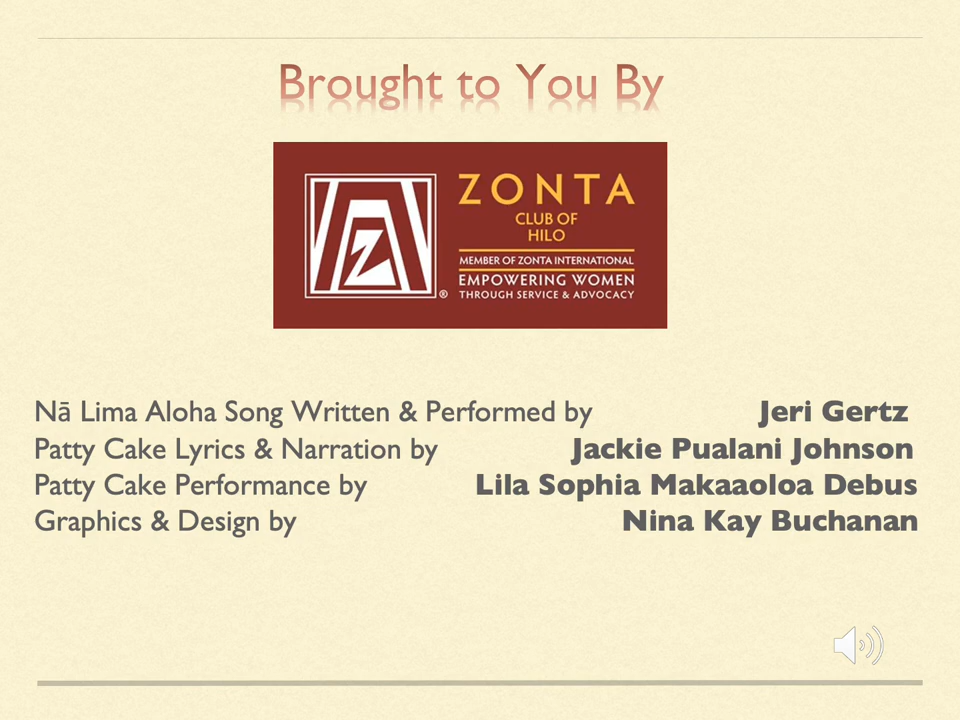 Brought to You By
ZONTA
CLUB OF
HILO
MEMBER OF ZONTA INTERNATIONAL
EMPOWERING WOMEN
THROUGH SERVICE & ADVOCACY
Z
®
Nā Lima Aloha Song Written & Performed by Jeri Gertz
Patty Cake Lyrics & Narration by Jackie Pualani Johnson
Patty Cake Performance by Lila Sophia Makaaoloa Debus
Graphics & Design by Nina Kay Buchanan